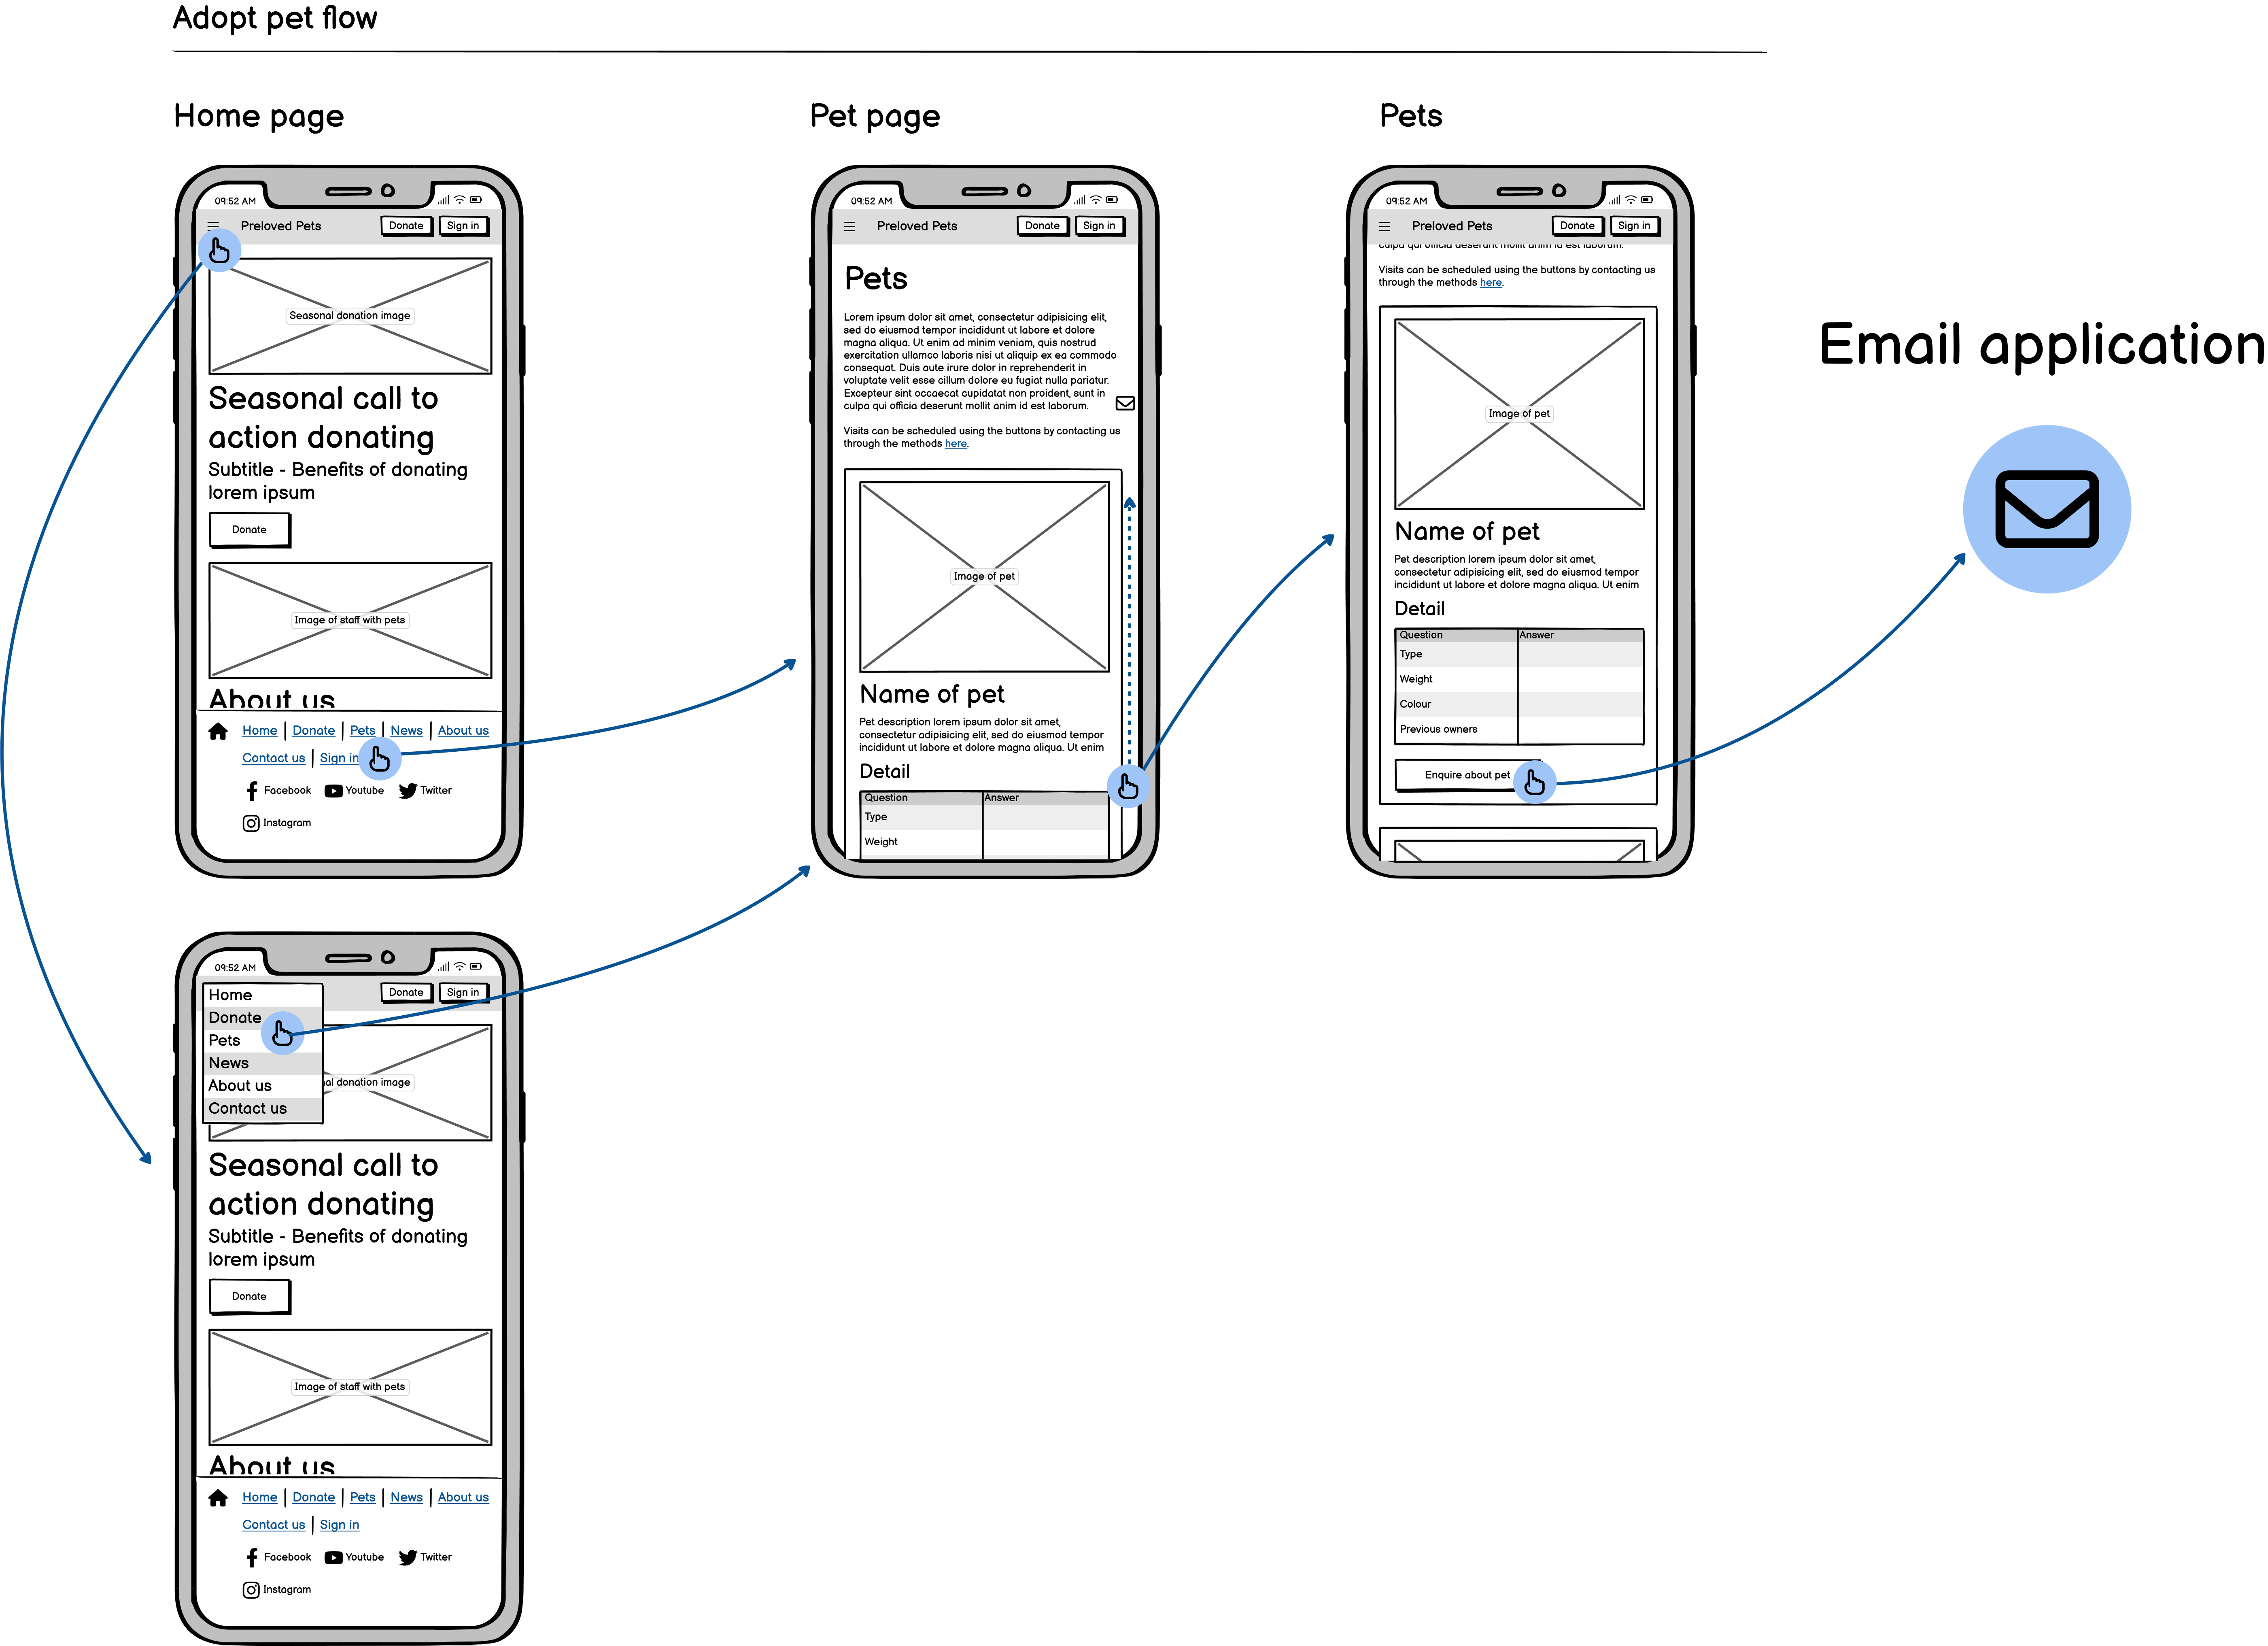 Adopt pet flow
Home page
09:52 AM
Preloved Pets
Donate
Sign in
Seasonal donation image
Seasonal call to
action donating
Subtitle - Benefits of donating
lorem ipsum
Donate
Image of staff with pets
About us
Home | Donate | Pets | News | About us
Contact us | Sign in
Facebook Youtube Twitter
Instagram
09:52 AM
Donate
Sign in
Home
Donate
Pets
News
About us
Contact us
donation image
Seasonal call to
action donating
Subtitle - Benefits of donating
lorem ipsum
Donate
Image of staff with pets
About us
Home | Donate | Pets | News | About us
Contact us | Sign in
Facebook Youtube Twitter
Instagram
Pet page
09:52 AM
Preloved Pets
Donate
Sign in
Pets
Lorem ipsum dolor sit amet, consectetur adipisicing elit,
sed do eiusmod tempor incididunt ut labore et dolore
magna aliqua. Ut enim ad minim veniam, quis nostrud
exercitation ullamco laboris nisi ut aliquip ex ea commodo
consequat. Duis aute irure dolor in reprehenderit in
voluptate velit esse cillum dolore eu fugiat nulla pariatur.
Excepteur sint occaecat cupidatat non proident, sunt in
culpa qui officia deserunt mollit anim id est laborum.
Visits can be scheduled using the buttons by contacting us
through the methods here.
Image of pet
Name of pet
Pet description lorem ipsum dolor sit amet,
consectetur adipisicing elit, sed do eiusmod tempor
incididunt ut labore et dolore magna aliqua. Ut enim
Detail
Question Answer
Type
Weight
Pets
09:52 AM
Preloved Pets
Donate
Sign in
culpa qui officia deserunt mollit anim id est laborum.
Visits can be scheduled using the buttons by contacting us
through the methods here.
Image of pet
Name of pet
Pet description lorem ipsum dolor sit amet,
consectetur adipisicing elit, sed do eiusmod tempor
incididunt ut labore et dolore magna aliqua. Ut enim
Detail
Question Answer
Type
Weight
Colour
Previous owners
Enquire about pet
Email application